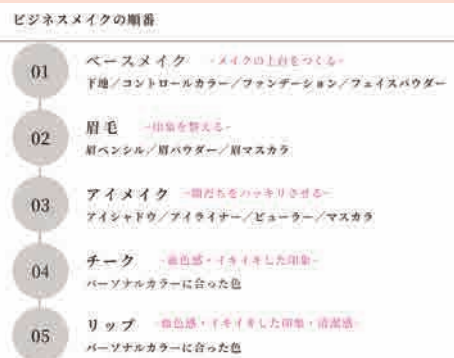 ビジネスメイクの順番
01
ベースメイク -メイクの土台をつくる-
下地／コントロールカラー／ファンデーション／フェイスパウダー
02
眉毛 -印象を整える-
眉ペンシル／眉パウダー／眉マスカラ
03
アイメイク -目だちをハッキリさせる-
アイシャドウ／アイライナー／ビューラー／マスカラ
04
チーク -血色感・イキイキした印象-
パーソナルカラーに合った色
05
リップ -血色感・イキイキした印象・清潔感-
パーソナルカラーに合った色